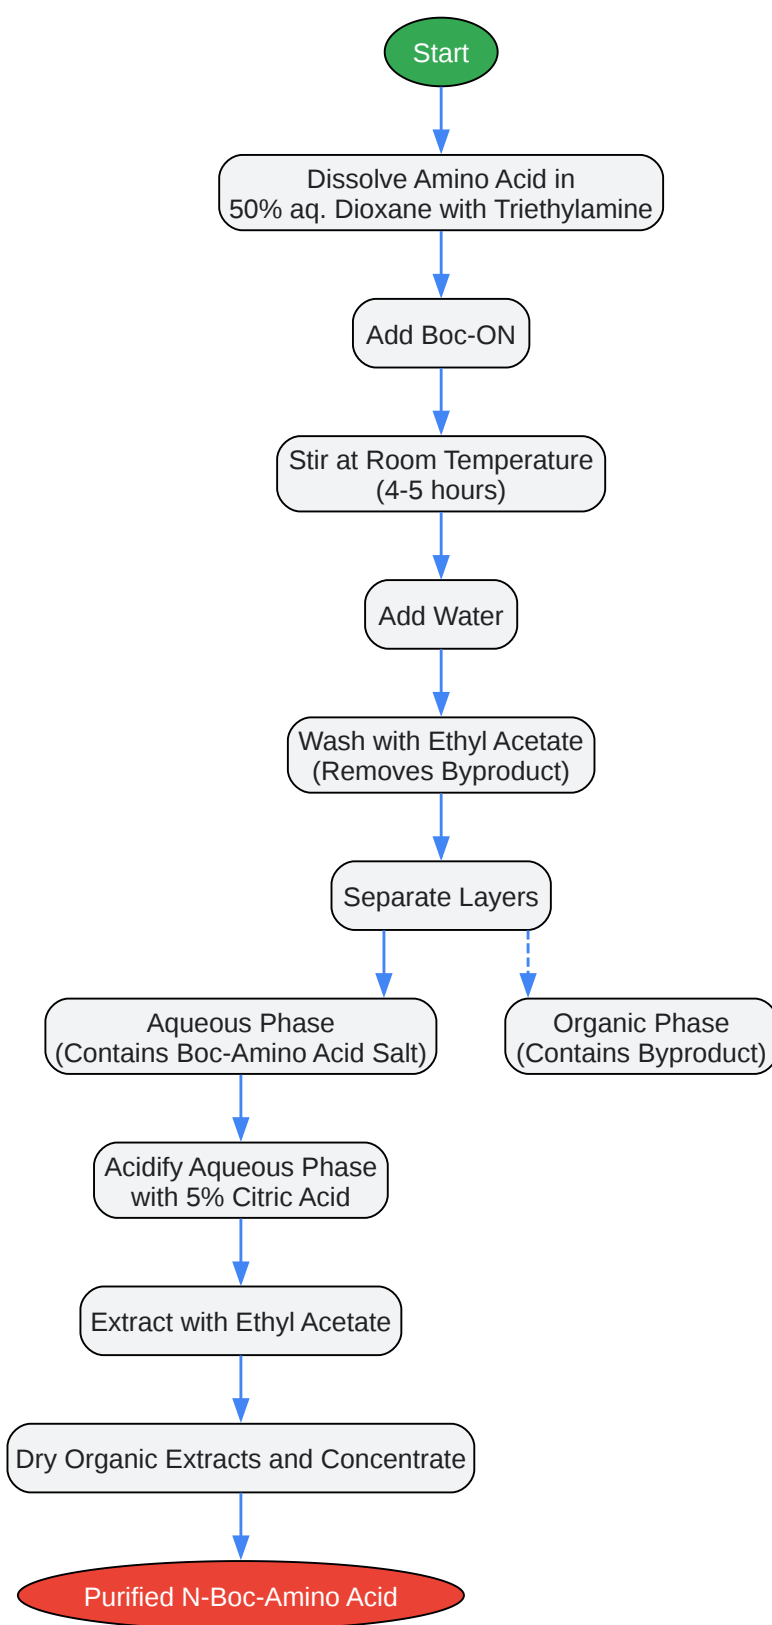 Start
Dissolve Amino Acid in
50% aq. Dioxane with Triethylamine
Add Boc-ON
Stir at Room Temperature
(4-5 hours)
Add Water
Wash with Ethyl Acetate
(Removes Byproduct)
Separate Layers
Aqueous Phase
(Contains Boc-Amino Acid Salt)
Organic Phase
(Contains Byproduct)
Acidify Aqueous Phase
with 5% Citric Acid
Extract with Ethyl Acetate
Dry Organic Extracts and Concentrate
Purified N-Boc-Amino Acid